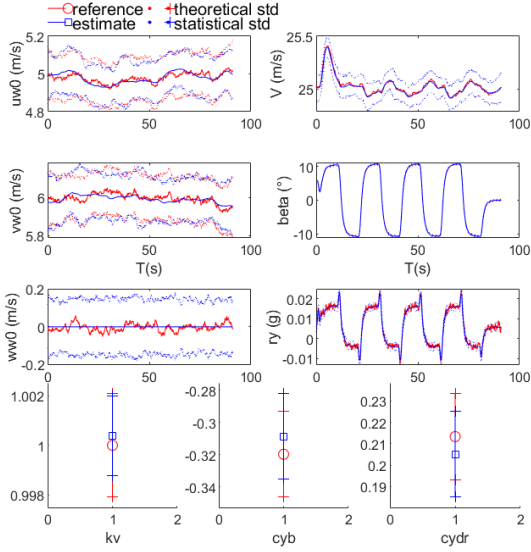 reference theoretical std
estimate statistical std
5.2
5
4.8
uw0 (m/s)
0 50 100
25.5
25
V (m/s)
0 50 100
6
5.8
vw0 (m/s)
0 50 100
T(s)
10
0
-10
beta (°)
0 50 100
T(s)
0.2
0
-0.2
ww0 (m/s)
0 50 100
0.02
0.01
0
-0.01
ry (g)
0 50 100
1.002
1
0.998
0 1 2
kv
-0.28
-0.3
-0.32
-0.34
0 1 2
cyb
0.23
0.22
0.21
0.2
0.19
0 1 2
cydr